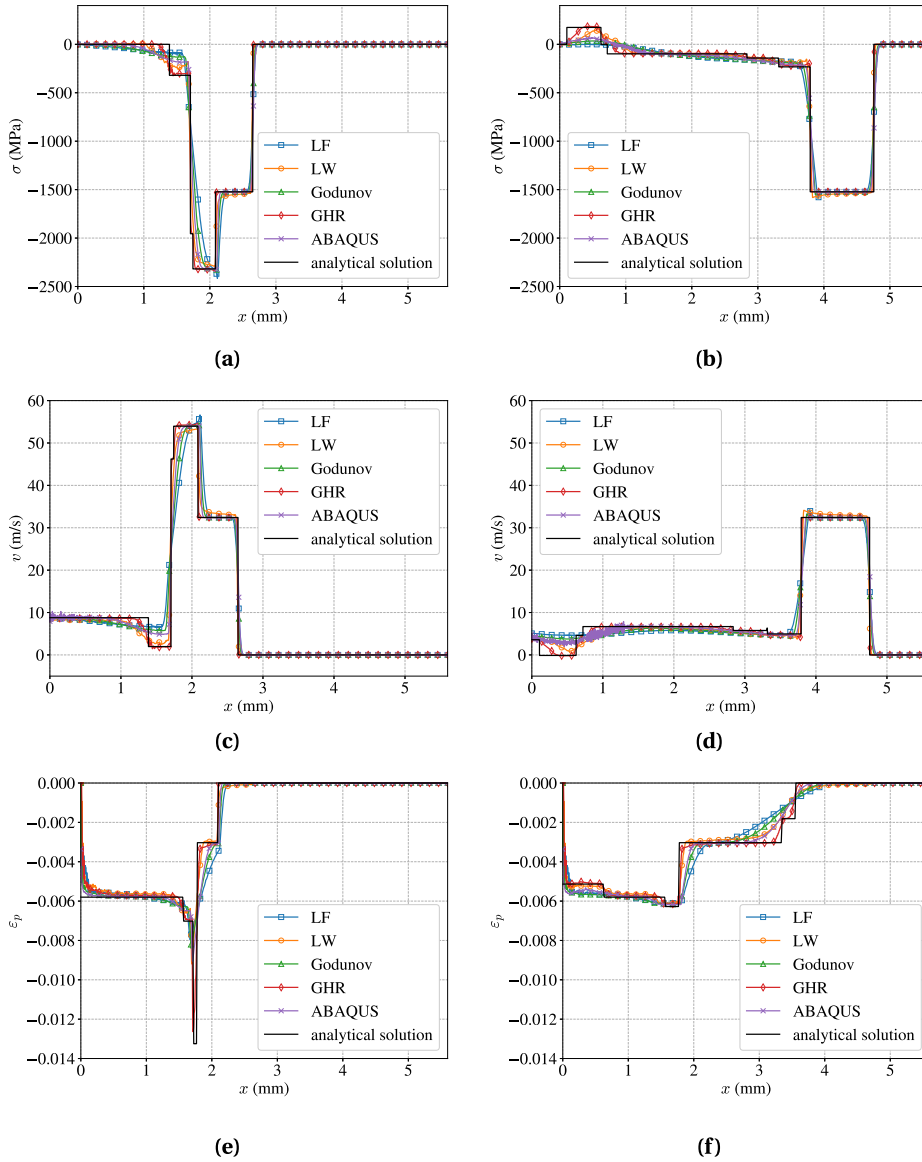 0
−500
−1000
−1500
−2000
−2500
σ (MPa)
LF
LW
Godunov
GHR
ABAQUS
analytical solution
0 1 2 3 4 5
x (mm)
(a)
0
−500
−1000
−1500
−2000
−2500
σ (MPa)
LF
LW
Godunov
GHR
ABAQUS
analytical solution
0 1 2 3 4 5
x (mm)
(b)
60
50
40
30
20
10
0
v (m/s)
LF
LW
Godunov
GHR
ABAQUS
analytical solution
0 1 2 3 4 5
x (mm)
(c)
60
50
40
30
20
10
0
v (m/s)
LF
LW
Godunov
GHR
ABAQUS
analytical solution
0 1 2 3 4 5
x (mm)
(d)
0.000
−0.002
−0.004
−0.006
−0.008
−0.010
−0.012
−0.014
εp
LF
LW
Godunov
GHR
ABAQUS
analytical solution
0 1 2 3 4 5
x (mm)
(e)
0.000
−0.002
−0.004
−0.006
−0.008
−0.010
−0.012
−0.014
εp
LF
LW
Godunov
GHR
ABAQUS
analytical solution
0 1 2 3 4 5
x (mm)
(f)